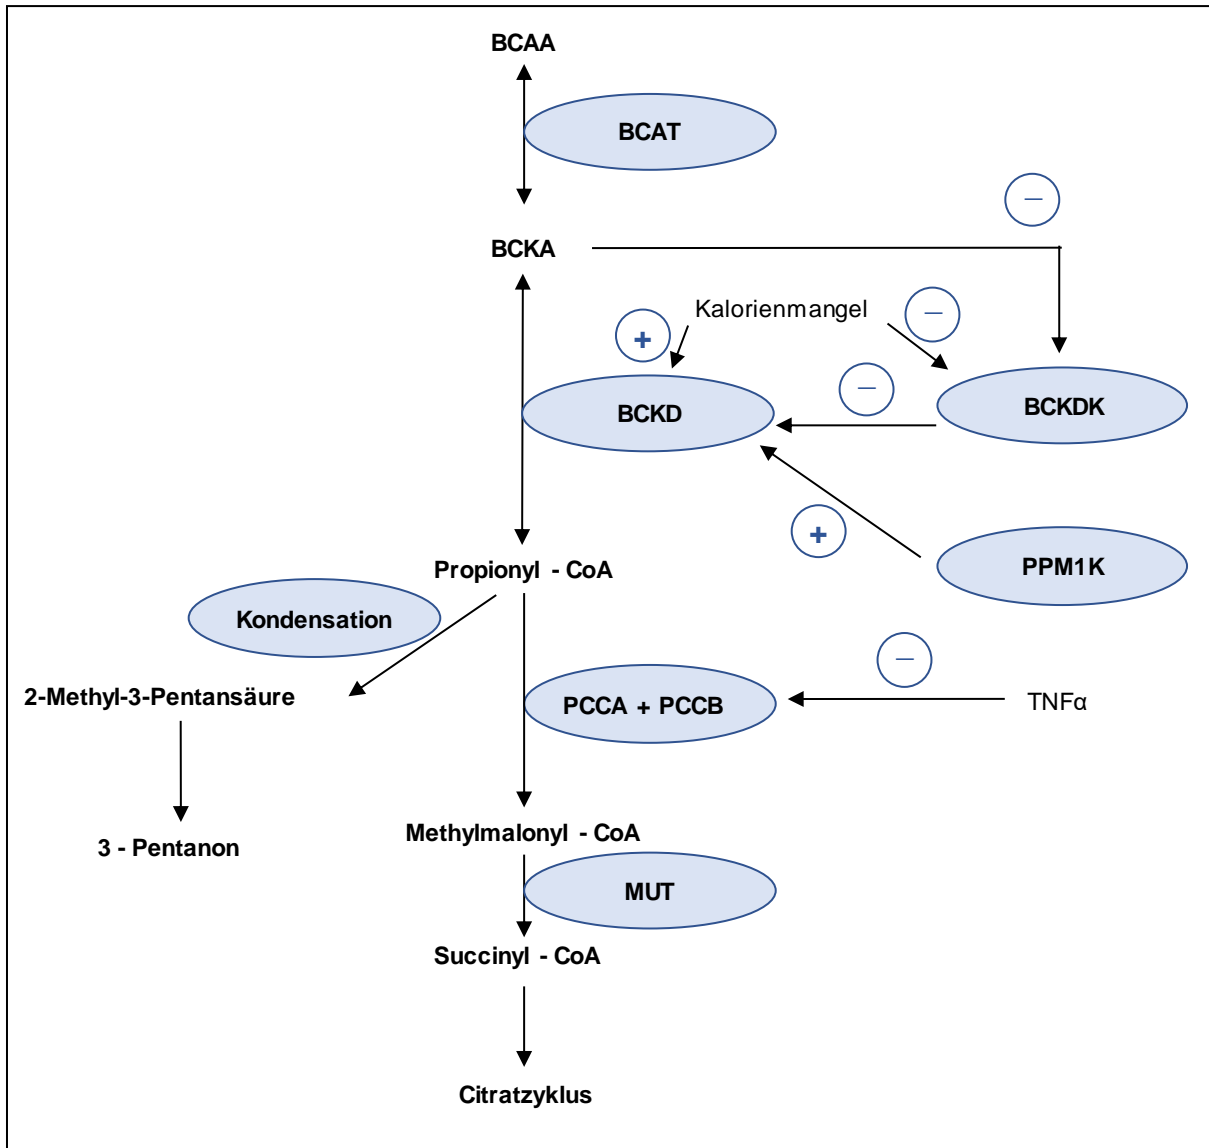 BCAA
BCAT
−
BCKA
Kalorienmangel
−
+
−
BCKD
BCKDK
+
PPM1K
Propionyl - CoA
Kondensation
−
2-Methyl-3-Pentansäure
PCCA + PCCB
TNFα
Methylmalonyl - CoA
3 - Pentanon
MUT
Succinyl - CoA
Citratzyklus